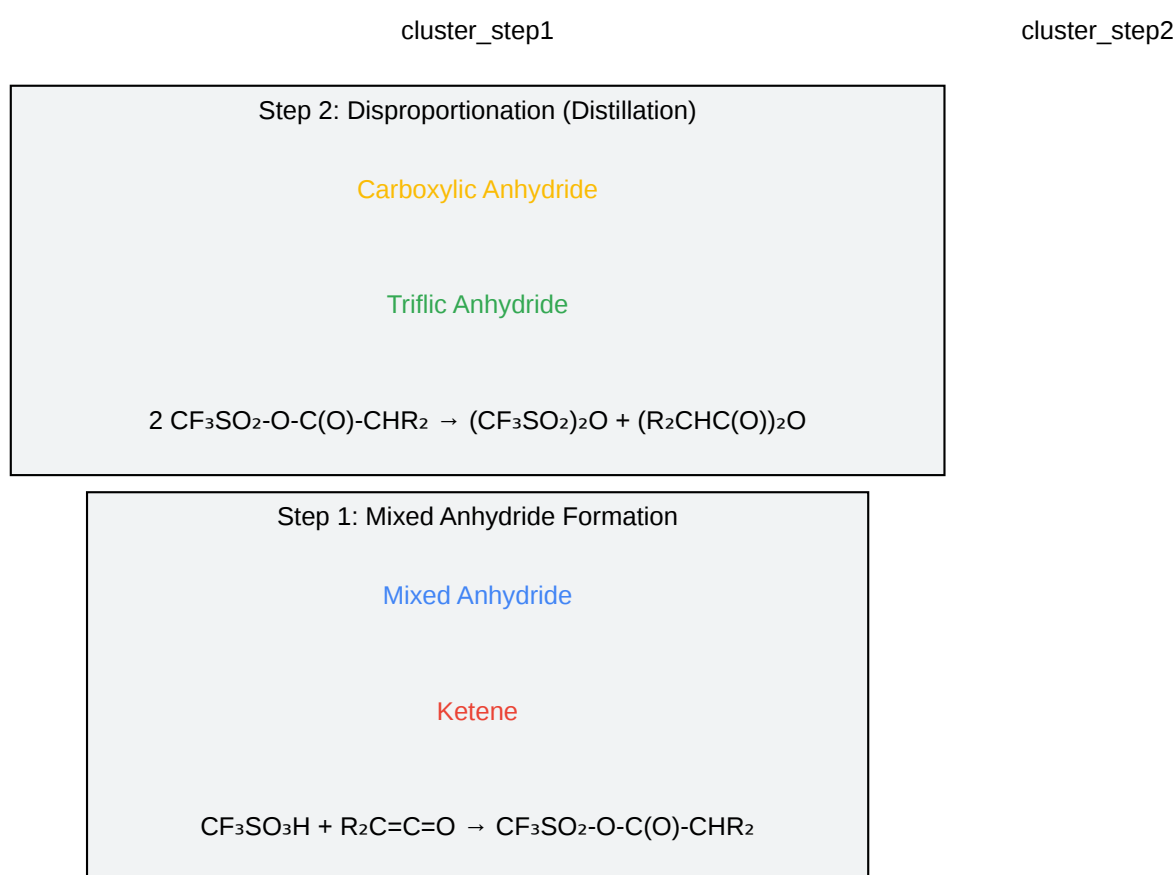 cluster_step1
cluster_step2
Step 2: Disproportionation (Distillation)
Carboxylic Anhydride
Triflic Anhydride
2 CF₃SO₂-O-C(O)-CHR₂ → (CF₃SO₂)₂O + (R₂CHC(O))₂O
Step 1: Mixed Anhydride Formation
Mixed Anhydride
Ketene
CF₃SO₃H + R₂C=C=O → CF₃SO₂-O-C(O)-CHR₂